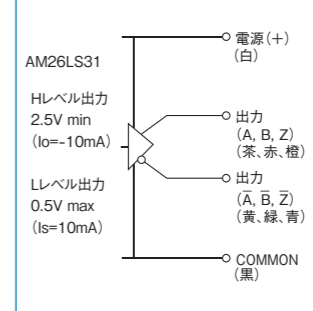 AM26LS31
Hレベル出力
2.5V min
(Io=-10mA)
Lレベル出力
0.5V max
(Is=10mA)
電源(+)
(白)
出力
(A, B, Z)
(茶、赤、橙)
出力
(A̅, B̅, Z̅)
(黄、緑、青)
COMMON
(黒)